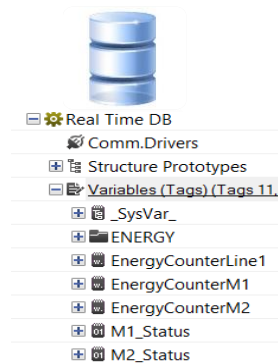 Real Time DB
Comm.Drivers
Structure Prototypes
Variables (Tags) (Tags 11,
_SysVar_
ENERGY
EnergyCounterLine1
EnergyCounterM1
EnergyCounterM2
M1_Status
M2_Status